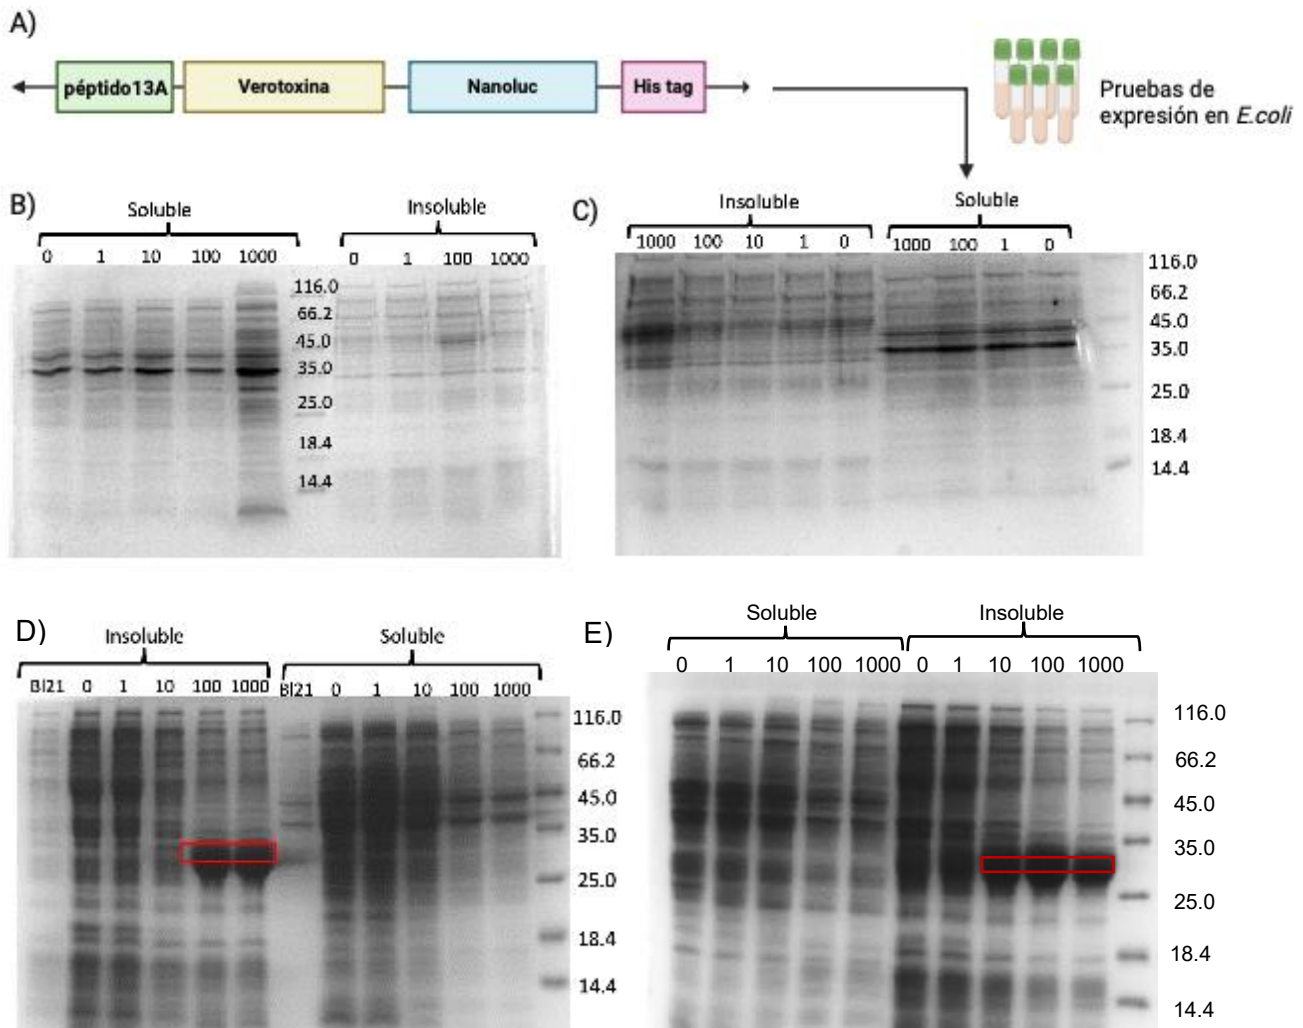 A)
péptido13A Verotoxina Nanoluc His tag
Pruebas de
expresión en E.coli
B)
Soluble Insoluble
0 1 10 100 1000 0 1 100 1000
116.0
66.2
45.0
35.0
25.0
18.4
14.4
C)
Insoluble Soluble
1000 100 10 1 0 1000 100 1 0
116.0
66.2
45.0
35.0
25.0
18.4
14.4
D)
Insoluble Soluble
Bl21 0 1 10 100 1000 Bl21 0 1 10 100 1000
116.0
66.2
45.0
35.0
25.0
18.4
14.4
E)
Soluble Insoluble
0 1 10 100 1000 0 1 10 100 1000
116.0
66.2
45.0
35.0
25.0
18.4
14.4